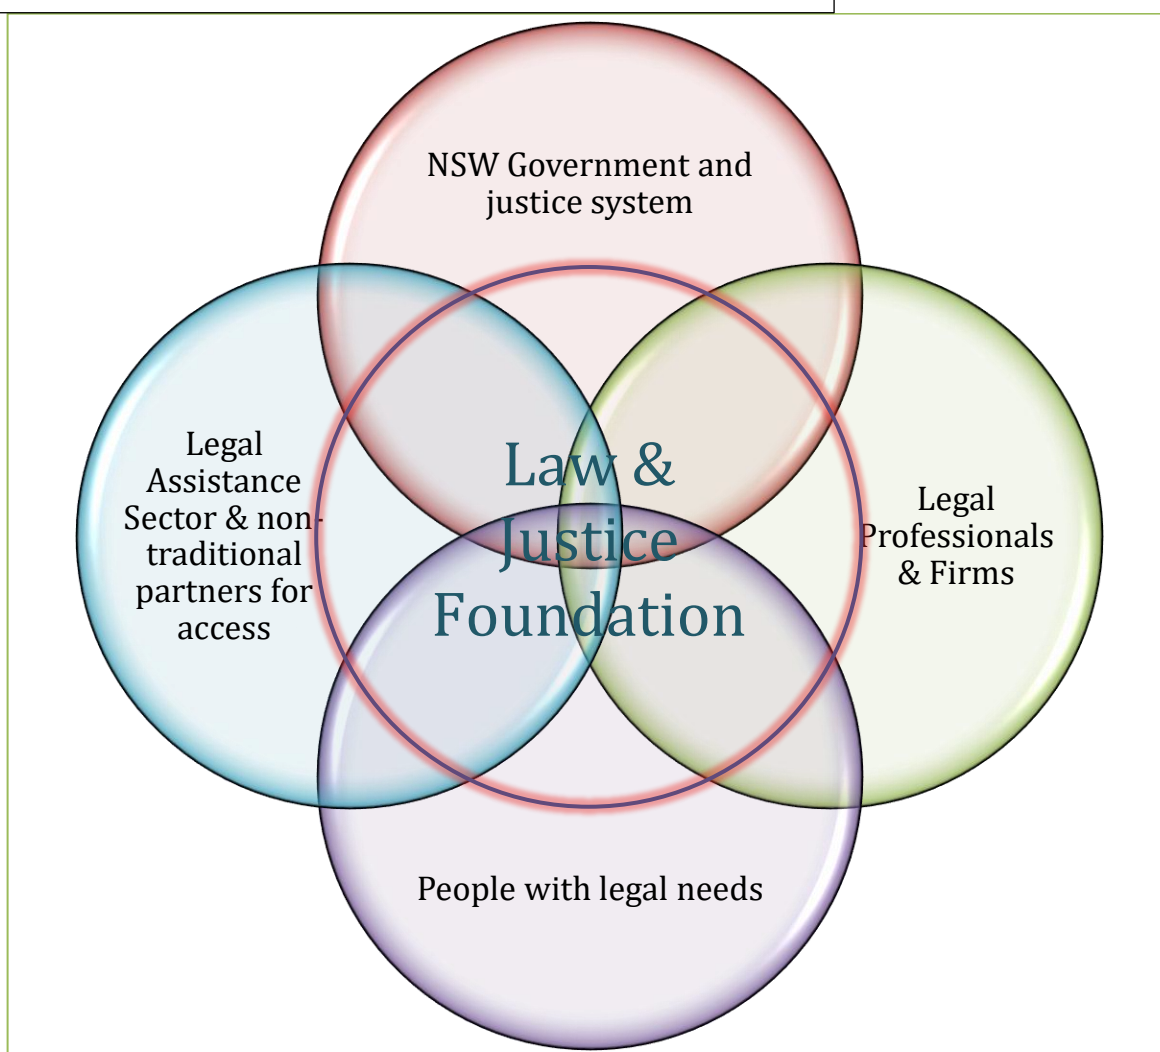 NSW Government and
justice system
Legal
Assistance
Sector & non-
traditional
partners for
access
Law &
Justice
Foundation
Legal
Professionals
& Firms
People with legal needs